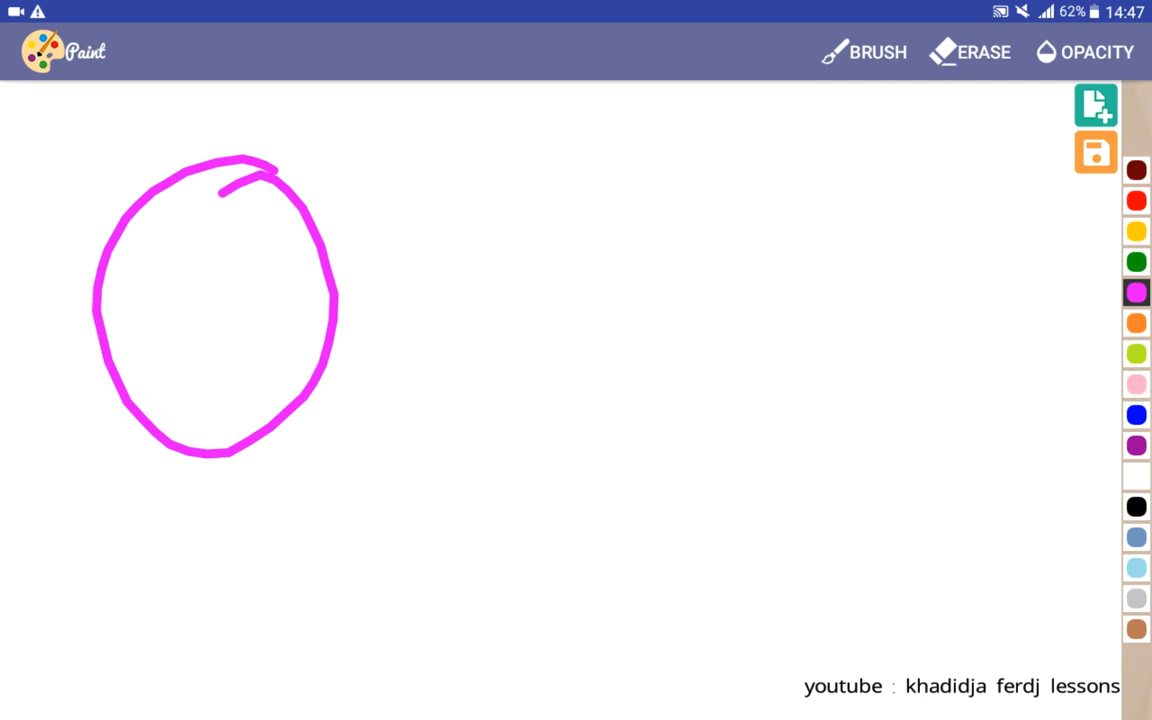 62% 14:47
Paint BRUSH ERASE OPACITY
youtube : khadidja ferdj lessons